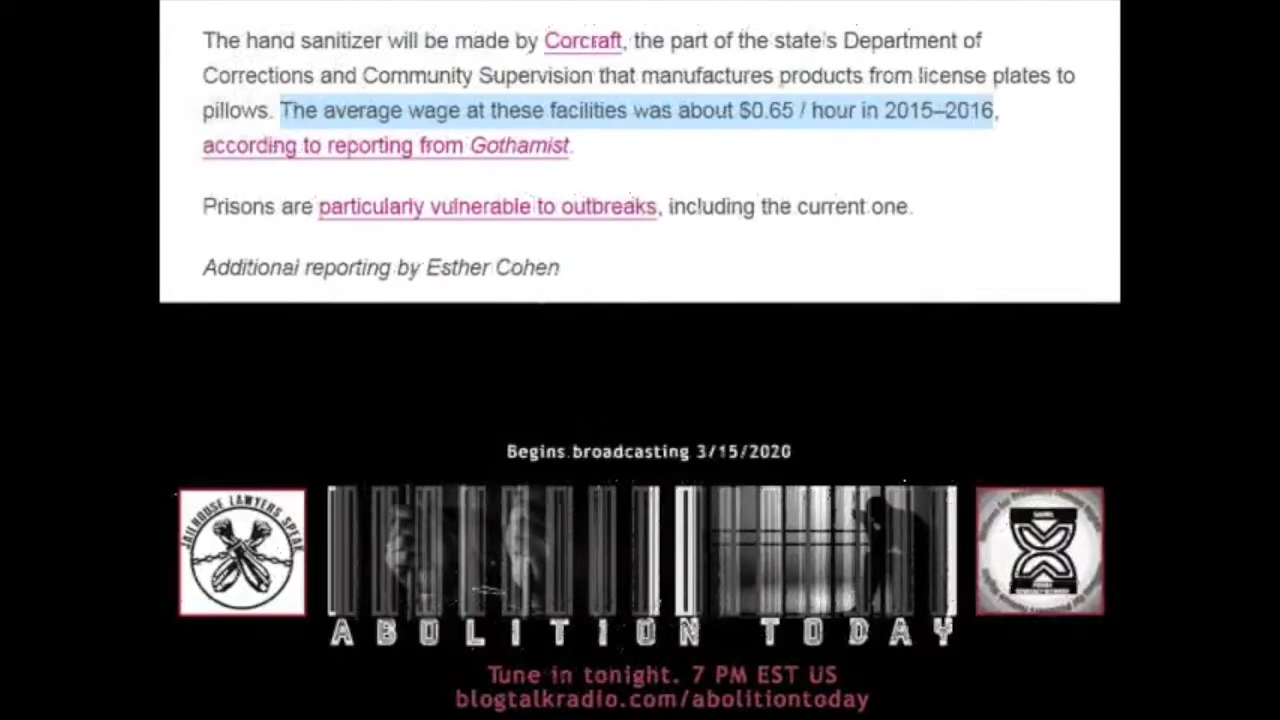 The hand sanitizer will be made by Corcraft, the part of the state's Department of
Corrections and Community Supervision that manufactures products from license plates to
pillows. The average wage at these facilities was about $0.65 / hour in 2015–2016,
according to reporting from Gothamist.
Prisons are particularly vulnerable to outbreaks, including the current one.
Additional reporting by Esther Cohen
Begins broadcasting 3/15/2020
JAILHOUSE LAWYERS SPEAK
ABOLITION TODAY
Tune in tonight. 7 PM EST US
blogtalkradio.com/abolitiontoday